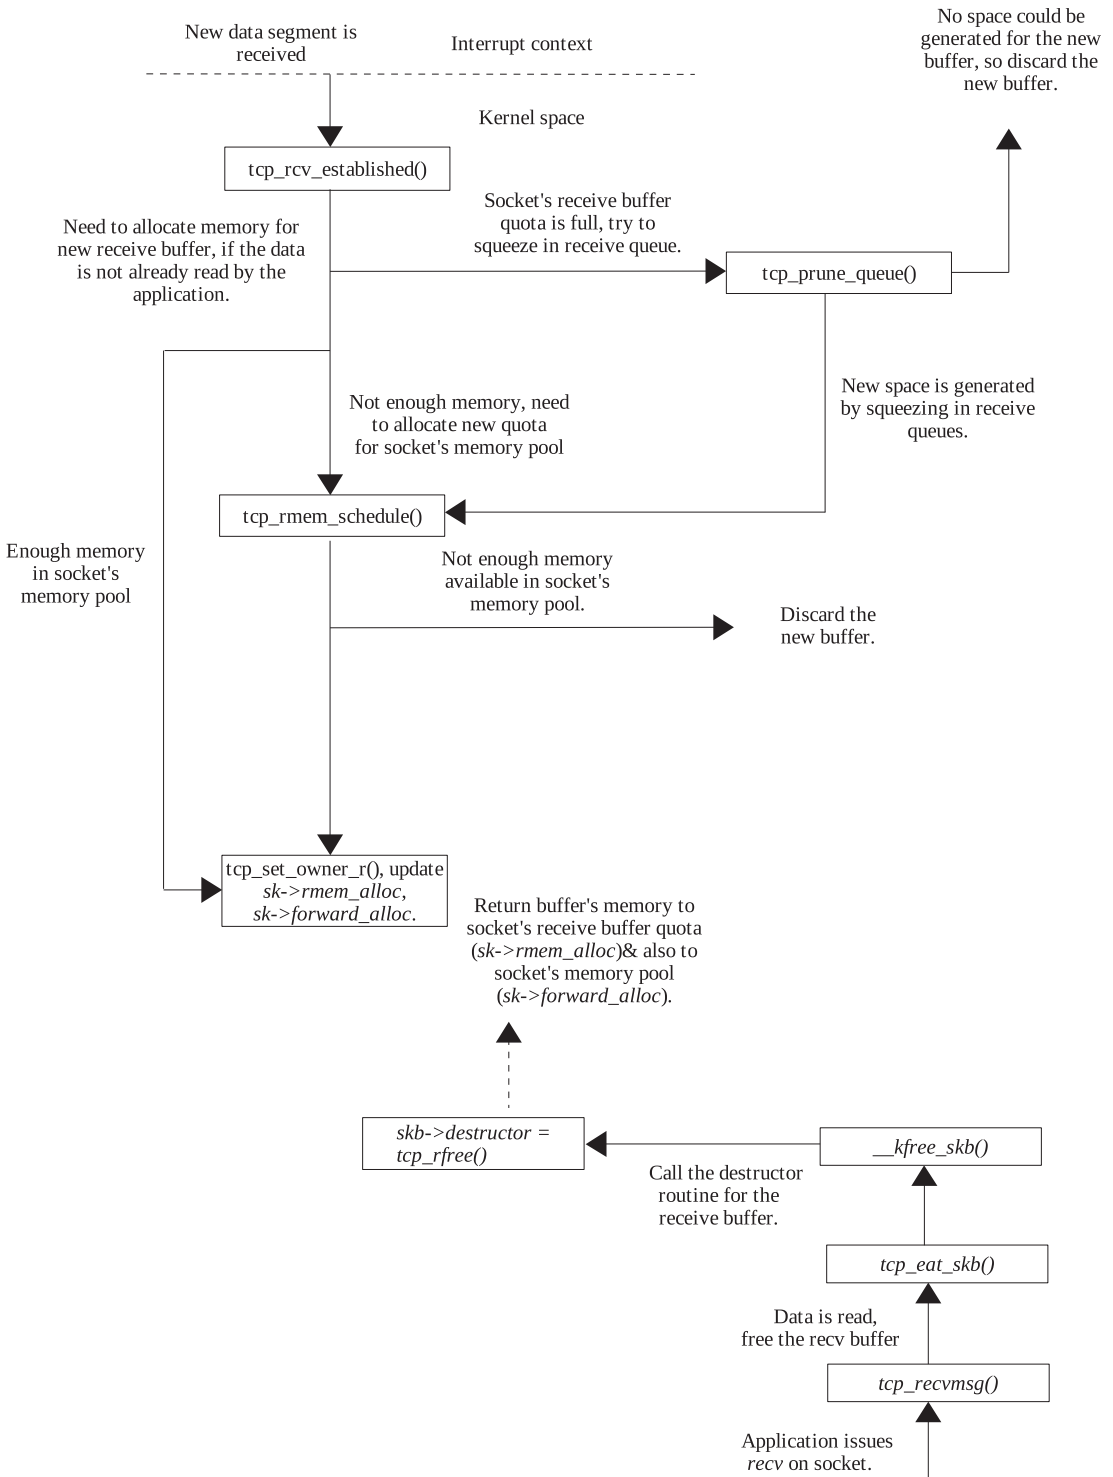 New data segment is
received
Interrupt context
No space could be
generated for the new
buffer, so discard the
new buffer.
Kernel space
tcp_rcv_established()
Socket's receive buffer
quota is full, try to
squeeze in receive queue.
Need to allocate memory for
new receive buffer, if the data
is not already read by the
application.
tcp_prune_queue()
Not enough memory, need
to allocate new quota
for socket's memory pool
New space is generated
by squeezing in receive
queues.
tcp_rmem_schedule()
Enough memory
in socket's
memory pool
Not enough memory
available in socket's
memory pool.
Discard the
new buffer.
tcp_set_owner_r(), update
sk->rmem_alloc,
sk->forward_alloc.
Return buffer's memory to
socket's receive buffer quota
(sk->rmem_alloc)& also to
socket's memory pool
(sk->forward_alloc).
skb->destructor =
tcp_rfree()
__kfree_skb()
Call the destructor
routine for the
receive buffer.
tcp_eat_skb()
Data is read,
free the recv buffer
tcp_recvmsg()
Application issues
recv on socket.